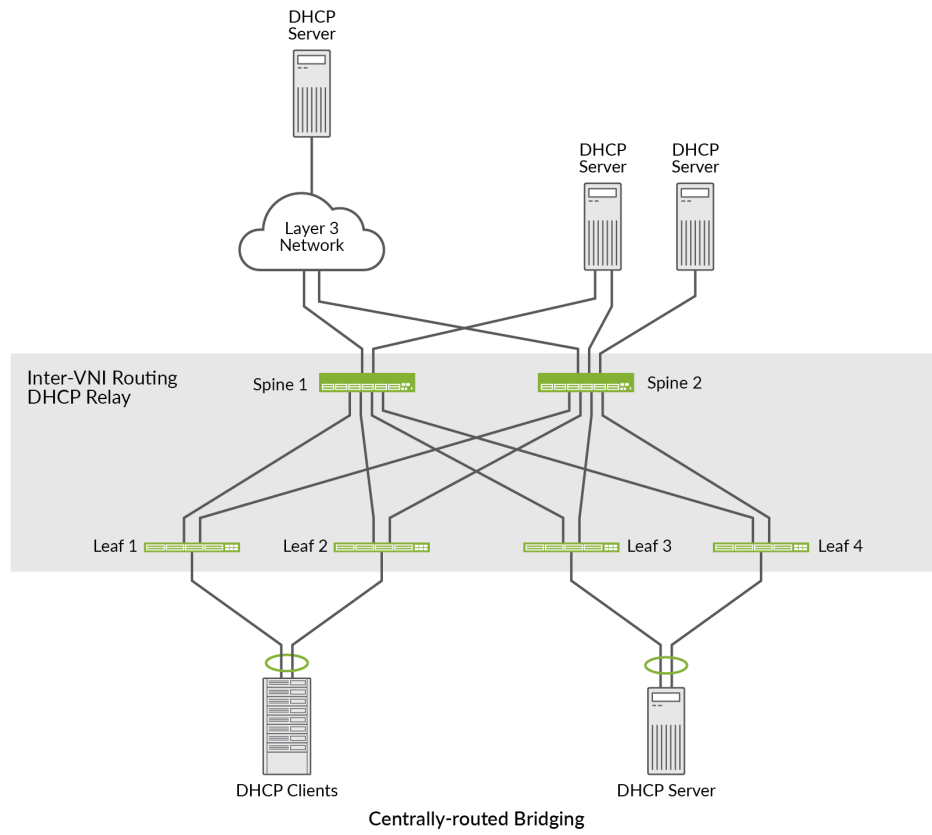 DHCP
Server
DHCP
Server
DHCP
Server
Layer 3
Network
Inter-VNI Routing
DHCP Relay
Spine 1
Spine 2
Leaf 1
Leaf 2
Leaf 3
Leaf 4
DHCP Clients
DHCP Server
Centrally-routed Bridging